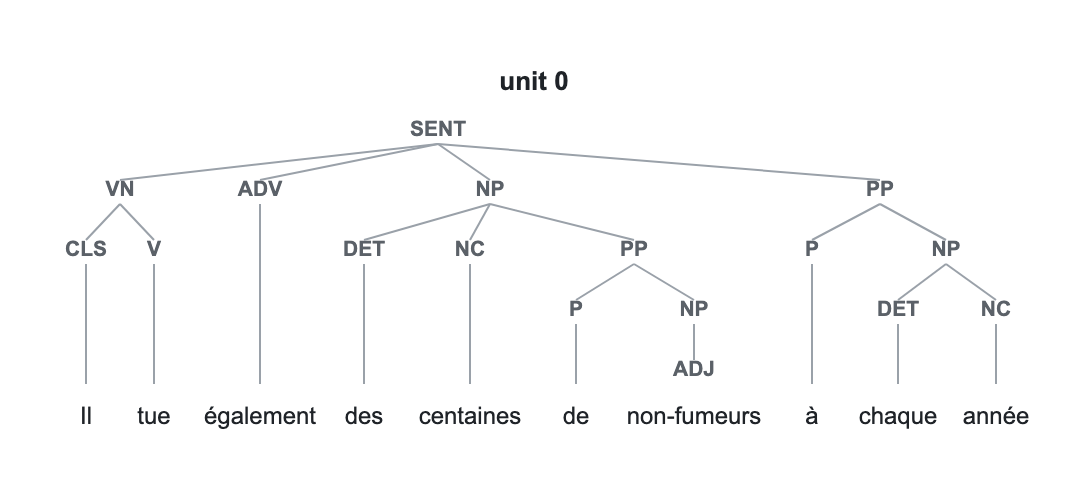 unit 0
SENT
VN ADV NP PP
CLS V DET NC PP P NP
P NP DET NC
ADJ
Il tue également des centaines de non-fumeurs à chaque année